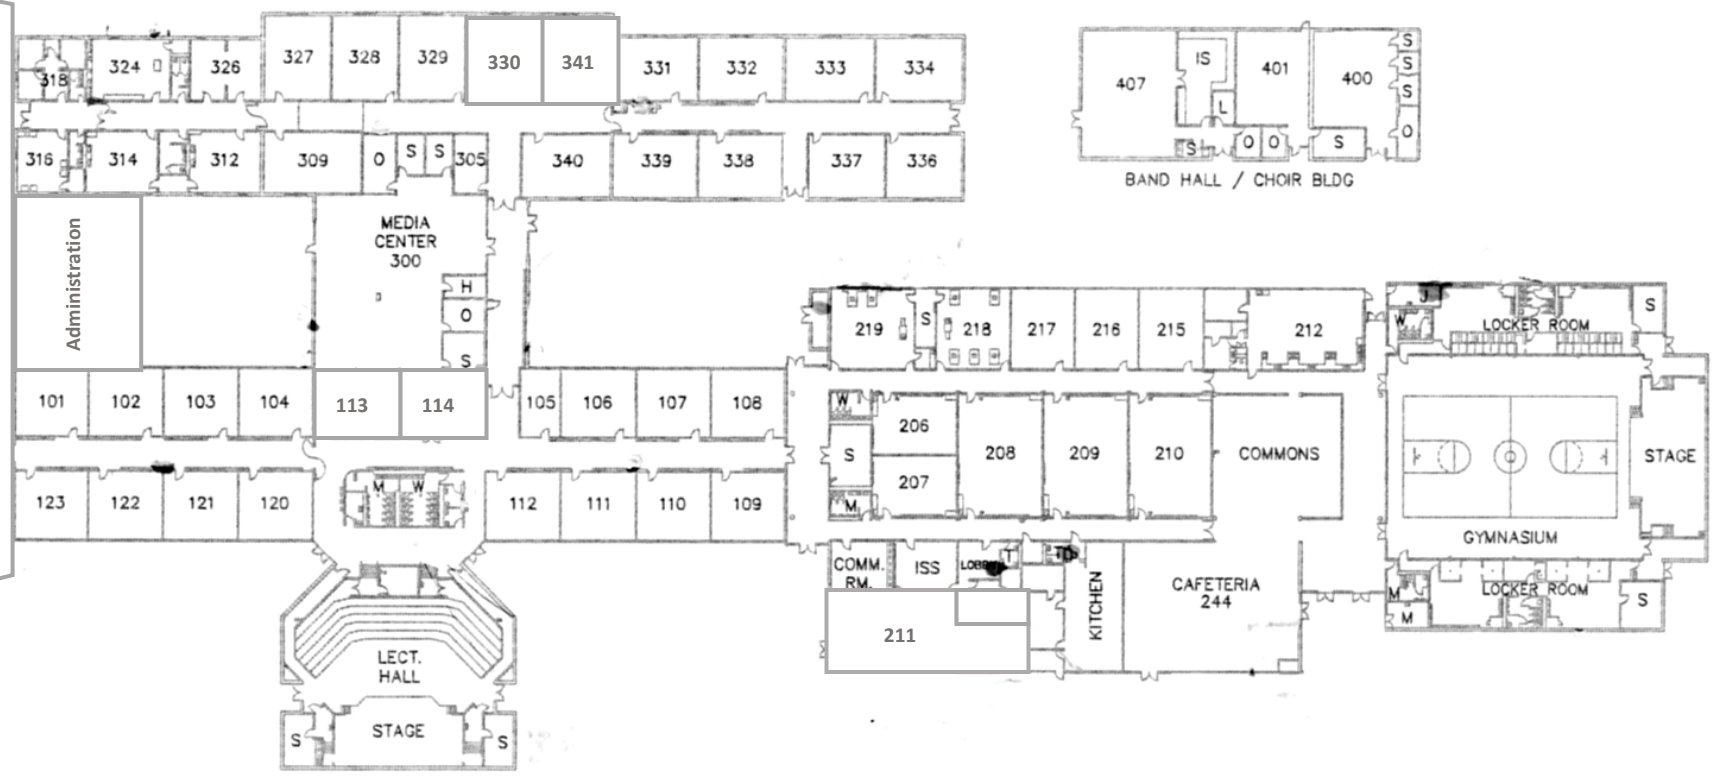 327 328 329 330 341
318 324 326 331 332 333 334
316 314 312 309 O S S 305 340 339 338 337 336
407 IS 401 400 S
S
S
L
O
S O O S
BAND HALL / CHOIR BLDG
Administration
MEDIA
CENTER
300
H
O
S
101 102 103 104 113 114 105 106 107 108
123 122 121 120 M W 112 111 110 109
LECT.
HALL
STAGE
S S
219 S 218 217 216 215 212
W 206
S 208 209 210 COMMONS
207
M
COMM.
RM.
ISS LOBBY T
211
KITCHEN
CAFETERIA
244
J
W LOCKER ROOM S
STAGE
GYMNASIUM
M LOCKER ROOM S
M